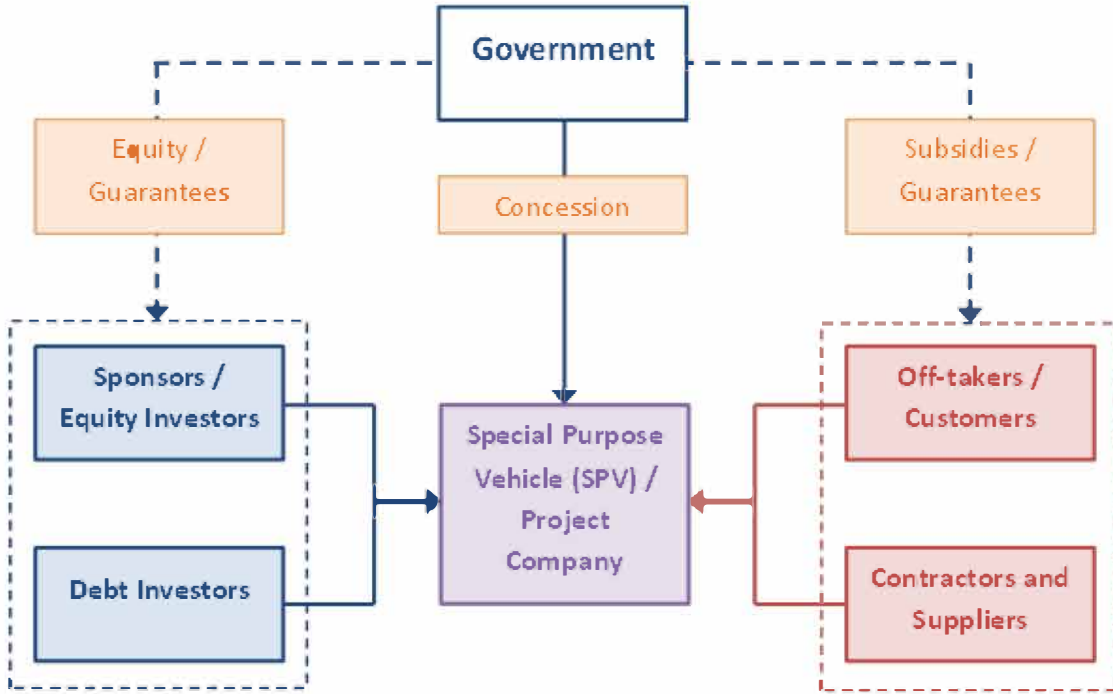 Government
Equity /
Guarantees
Concession
Subsidies /
Guarantees
Sponsors /
Equity Investors
Debt Investors
Special Purpose
Vehicle (SPV) /
Project
Company
Off-takers /
Customers
Contractors and
Suppliers